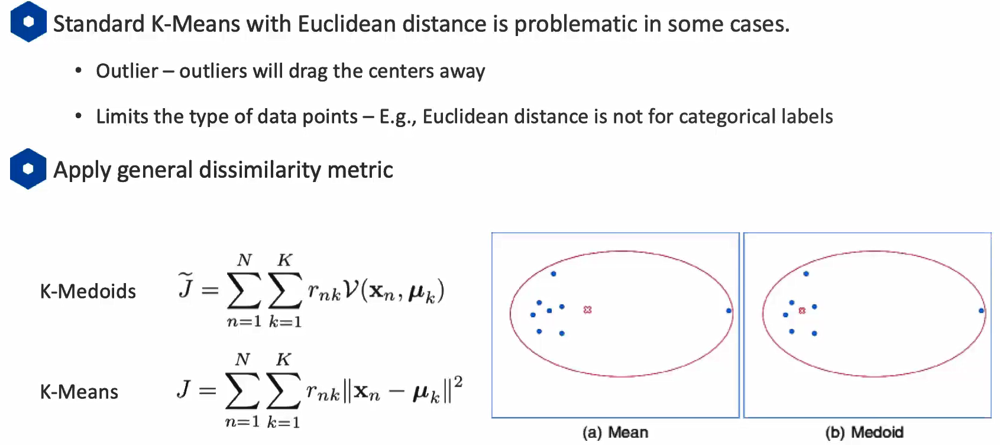 Standard K-Means with Euclidean distance is problematic in some cases.
• Outlier – outliers will drag the centers away
• Limits the type of data points – E.g., Euclidean distance is not for categorical labels
Apply general dissimilarity metric
K-Medoids $\widetilde{J} = \sum_{n=1}^{N} \sum_{k=1}^{K} r_{nk} \mathcal{V}(\mathbf{x}_n, \boldsymbol{\mu}_k)$
K-Means $J = \sum_{n=1}^{N} \sum_{k=1}^{K} r_{nk} \|\mathbf{x}_n - \boldsymbol{\mu}_k\|^2$
(a) Mean
(b) Medoid